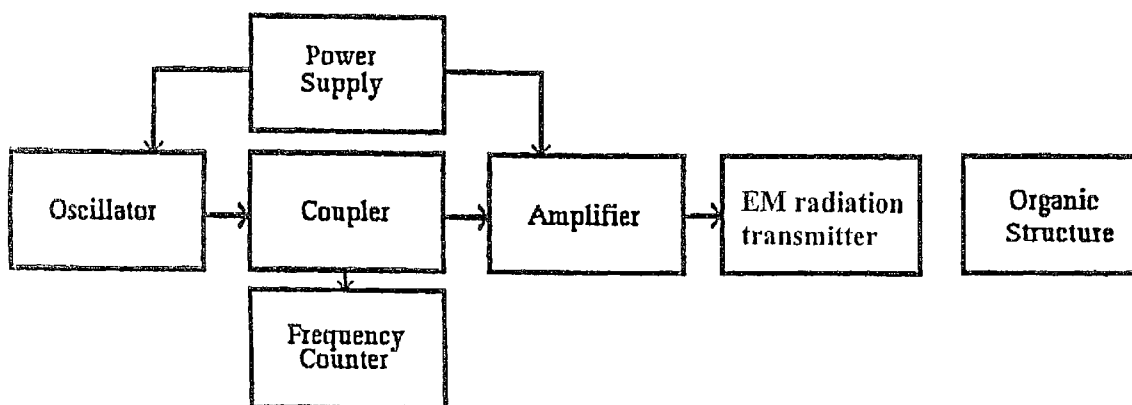 Power
Supply
Oscillator
Coupler
Amplifier
EM radiation
transmitter
Organic
Structure
Frequency
Counter